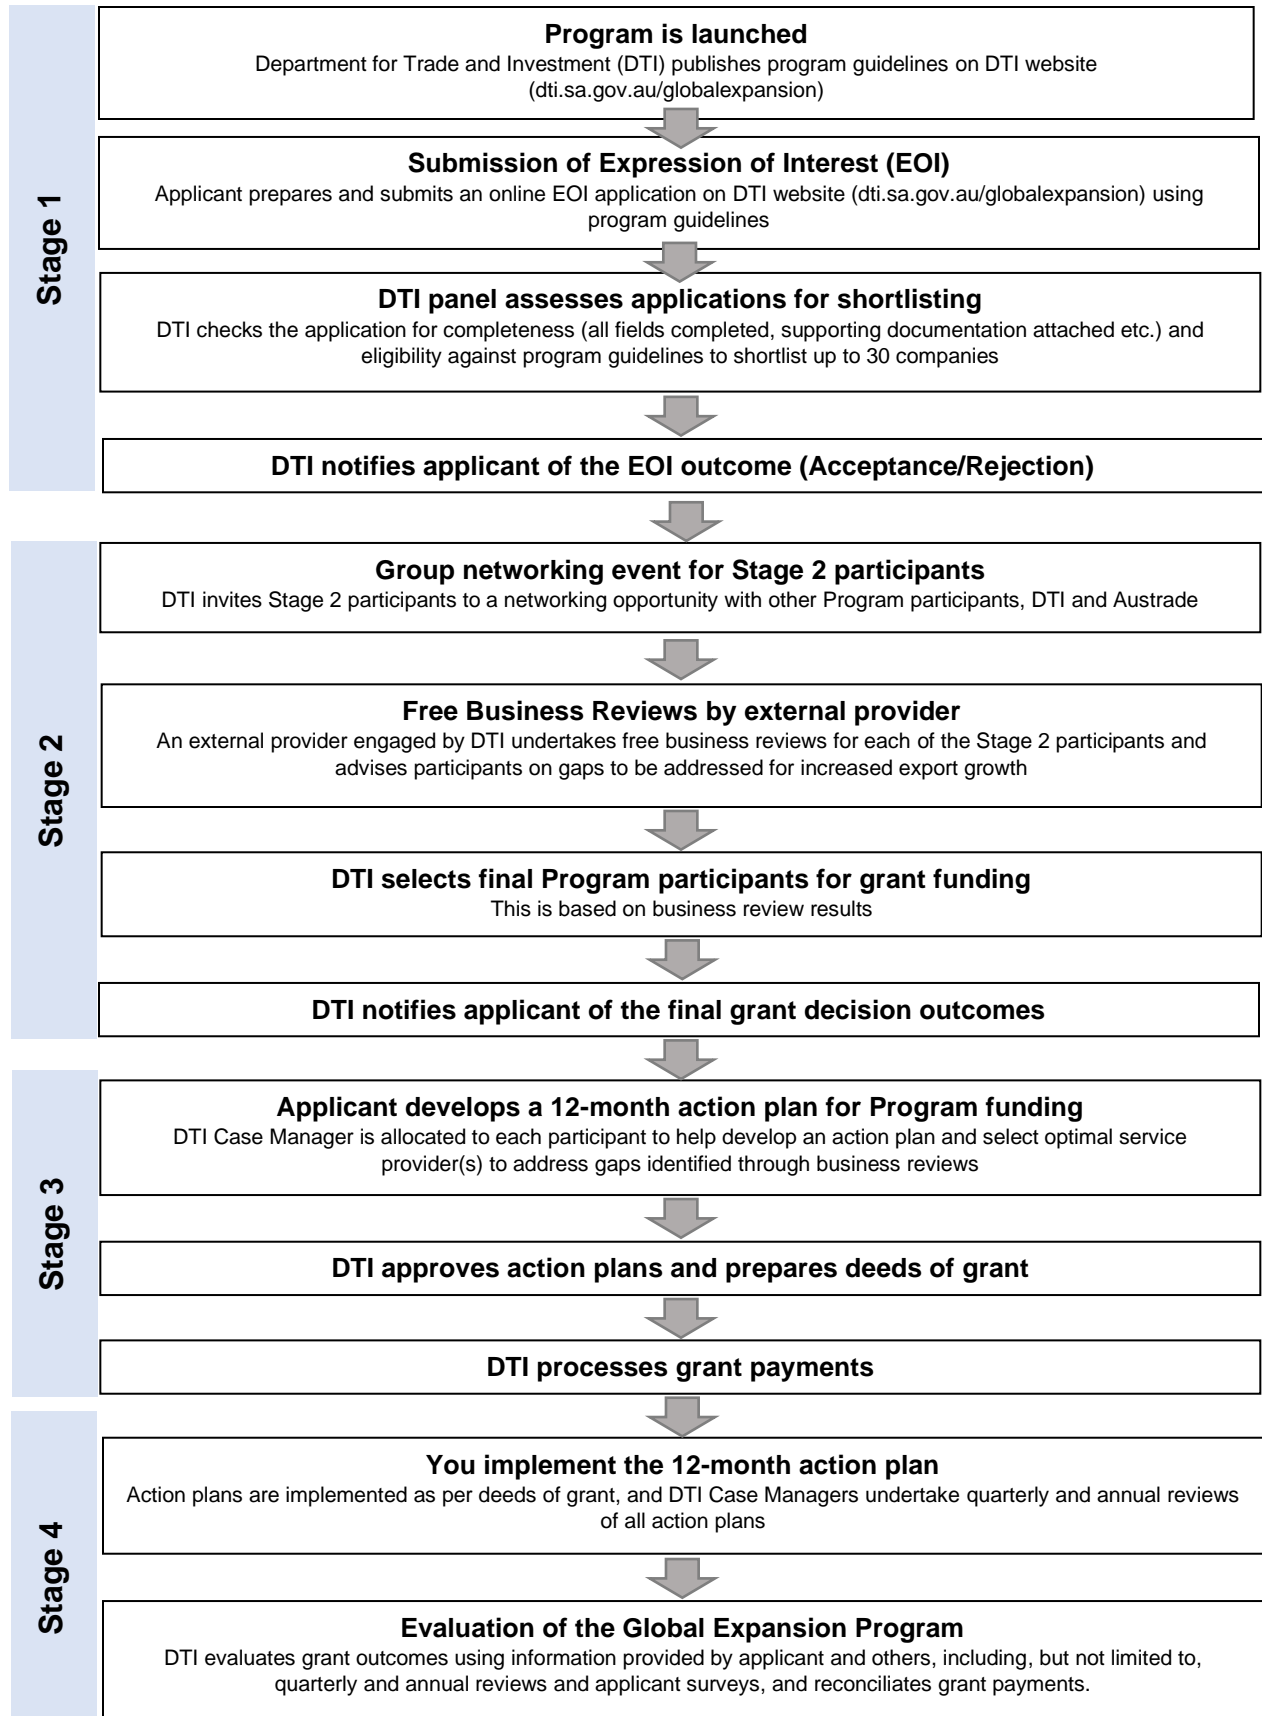 Stage 1
Program is launched
Department for Trade and Investment (DTI) publishes program guidelines on DTI website
(dti.sa.gov.au/globalexpansion)
Submission of Expression of Interest (EOI)
Applicant prepares and submits an online EOI application on DTI website (dti.sa.gov.au/globalexpansion) using
program guidelines
DTI panel assesses applications for shortlisting
DTI checks the application for completeness (all fields completed, supporting documentation attached etc.) and
eligibility against program guidelines to shortlist up to 30 companies
DTI notifies applicant of the EOI outcome (Acceptance/Rejection)
Stage 2
Group networking event for Stage 2 participants
DTI invites Stage 2 participants to a networking opportunity with other Program participants, DTI and Austrade
Free Business Reviews by external provider
An external provider engaged by DTI undertakes free business reviews for each of the Stage 2 participants and
advises participants on gaps to be addressed for increased export growth
DTI selects final Program participants for grant funding
This is based on business review results
DTI notifies applicant of the final grant decision outcomes
Stage 3
Applicant develops a 12-month action plan for Program funding
DTI Case Manager is allocated to each participant to help develop an action plan and select optimal service
provider(s) to address gaps identified through business reviews
DTI approves action plans and prepares deeds of grant
DTI processes grant payments
Stage 4
You implement the 12-month action plan
Action plans are implemented as per deeds of grant, and DTI Case Managers undertake quarterly and annual reviews
of all action plans
Evaluation of the Global Expansion Program
DTI evaluates grant outcomes using information provided by applicant and others, including, but not limited to,
quarterly and annual reviews and applicant surveys, and reconciliates grant payments.